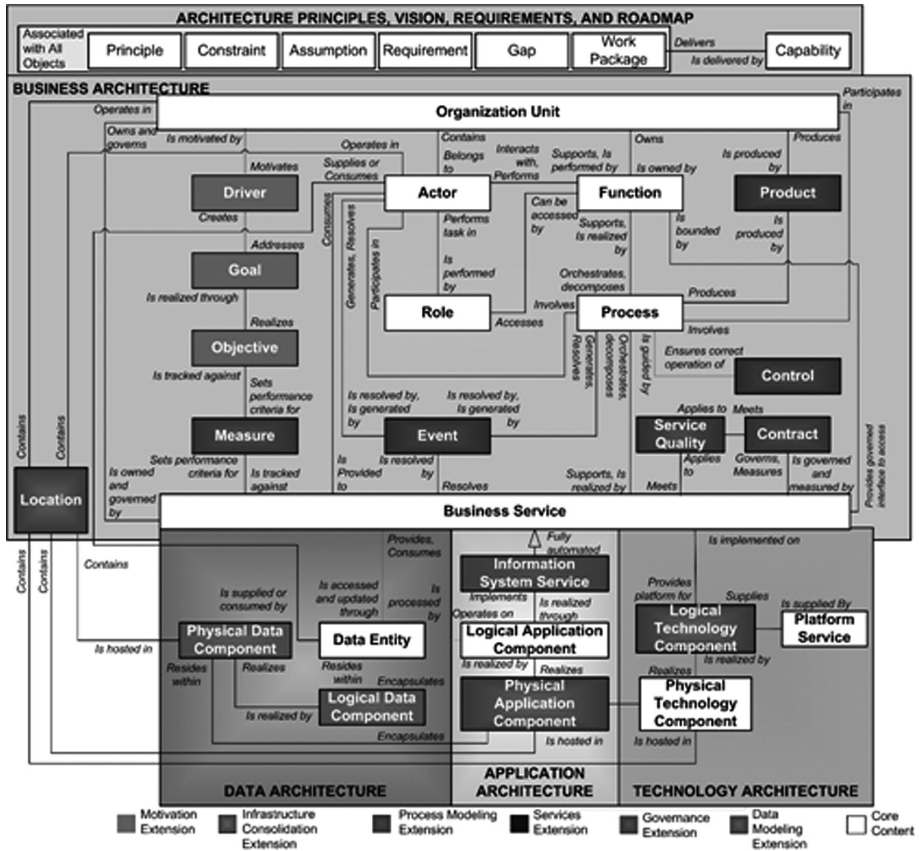 ARCHITECTURE PRINCIPLES, VISION, REQUIREMENTS, AND ROADMAP
Associated
with All
Objects
Principle
Constraint
Assumption
Requirement
Gap
Work
Package
Delivers
Is delivered by
Capability
BUSINESS ARCHITECTURE
Operates in
Participates
in
Organization Unit
Owns and
governs
Is motivated by
Operates in
Contains
Belongs
to
Interacts
with,
Performs
Supports, Is
performed by
Owns
Is owned by
Is produced
by
Produces
Motivates
Supplies or
Consumes
Driver
Actor
Function
Product
Creates
Consumes
Generates, Resolves
Participates in
Performs
task in
Can be
accessed
by
Supports,
Is realized
by
Is
bounded
by
Is
produced
by
Addresses
Goal
Is
performed
by
Orchestrates,
decomposes
Is realized through
Produces
Role
Involves
Process
Accesses
Involves
Realizes
Objective
Generates,
Resolves
Orchestrates,
decomposes
Is guided by
Ensures correct
operation of
Control
Is tracked against
Sets
performance
criteria for
Is resolved by,
Is generated
by
Is resolved by,
Is generated
by
Applies to
Meets
Measure
Event
Service
Quality
Contract
Contains
Contains
Sets performance
criteria for
Is tracked
against
Is owned
and
governed
by
Is
Provided
to
Is resolved
by
Resolves
Supports, Is
realized by
Applies
to
Meets
Governs,
Measures
Is governed
and
measured by
Provides governed
interface to access
Location
Business Service
Contains
Contains
Contains
Provides,
Consumes
Fully
automated
Is implemented on
Information
System Service
Is supplied or
consumed by
Is accessed
and updated
through
Is
processed
by
Implements
Operates on
Is realized
through
Provides
platform for
Supplies
Is supplied By
Is hosted in
Physical Data
Component
Data Entity
Logical Application
Component
Logical
Technology
Component
Platform
Service
Resides
within
Realizes
Resides
within
Encapsulates
Is realized by
Realizes
Is realized by
Realizes
Is realized by
Logical Data
Component
Physical
Application
Component
Physical
Technology
Component
Encapsulates
Is hosted in
Is hosted in
DATA ARCHITECTURE
APPLICATION
ARCHITECTURE
TECHNOLOGY ARCHITECTURE
Motivation
Extension
Infrastructure
Consolidation
Extension
Process Modeling
Extension
Services
Extension
Governance
Extension
Data
Modeling
Extension
Core
Content